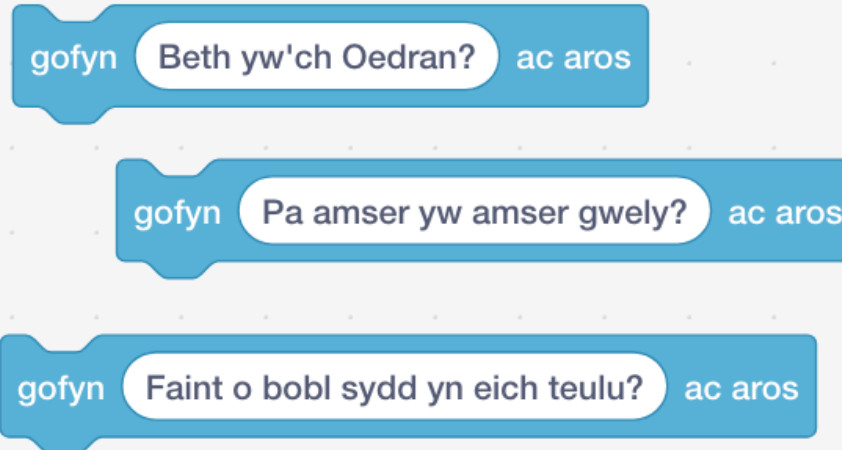 gofyn Beth yw'ch Oedran? ac aros
gofyn Pa amser yw amser gwely? ac aros
gofyn Faint o bobl sydd yn eich teulu? ac aros